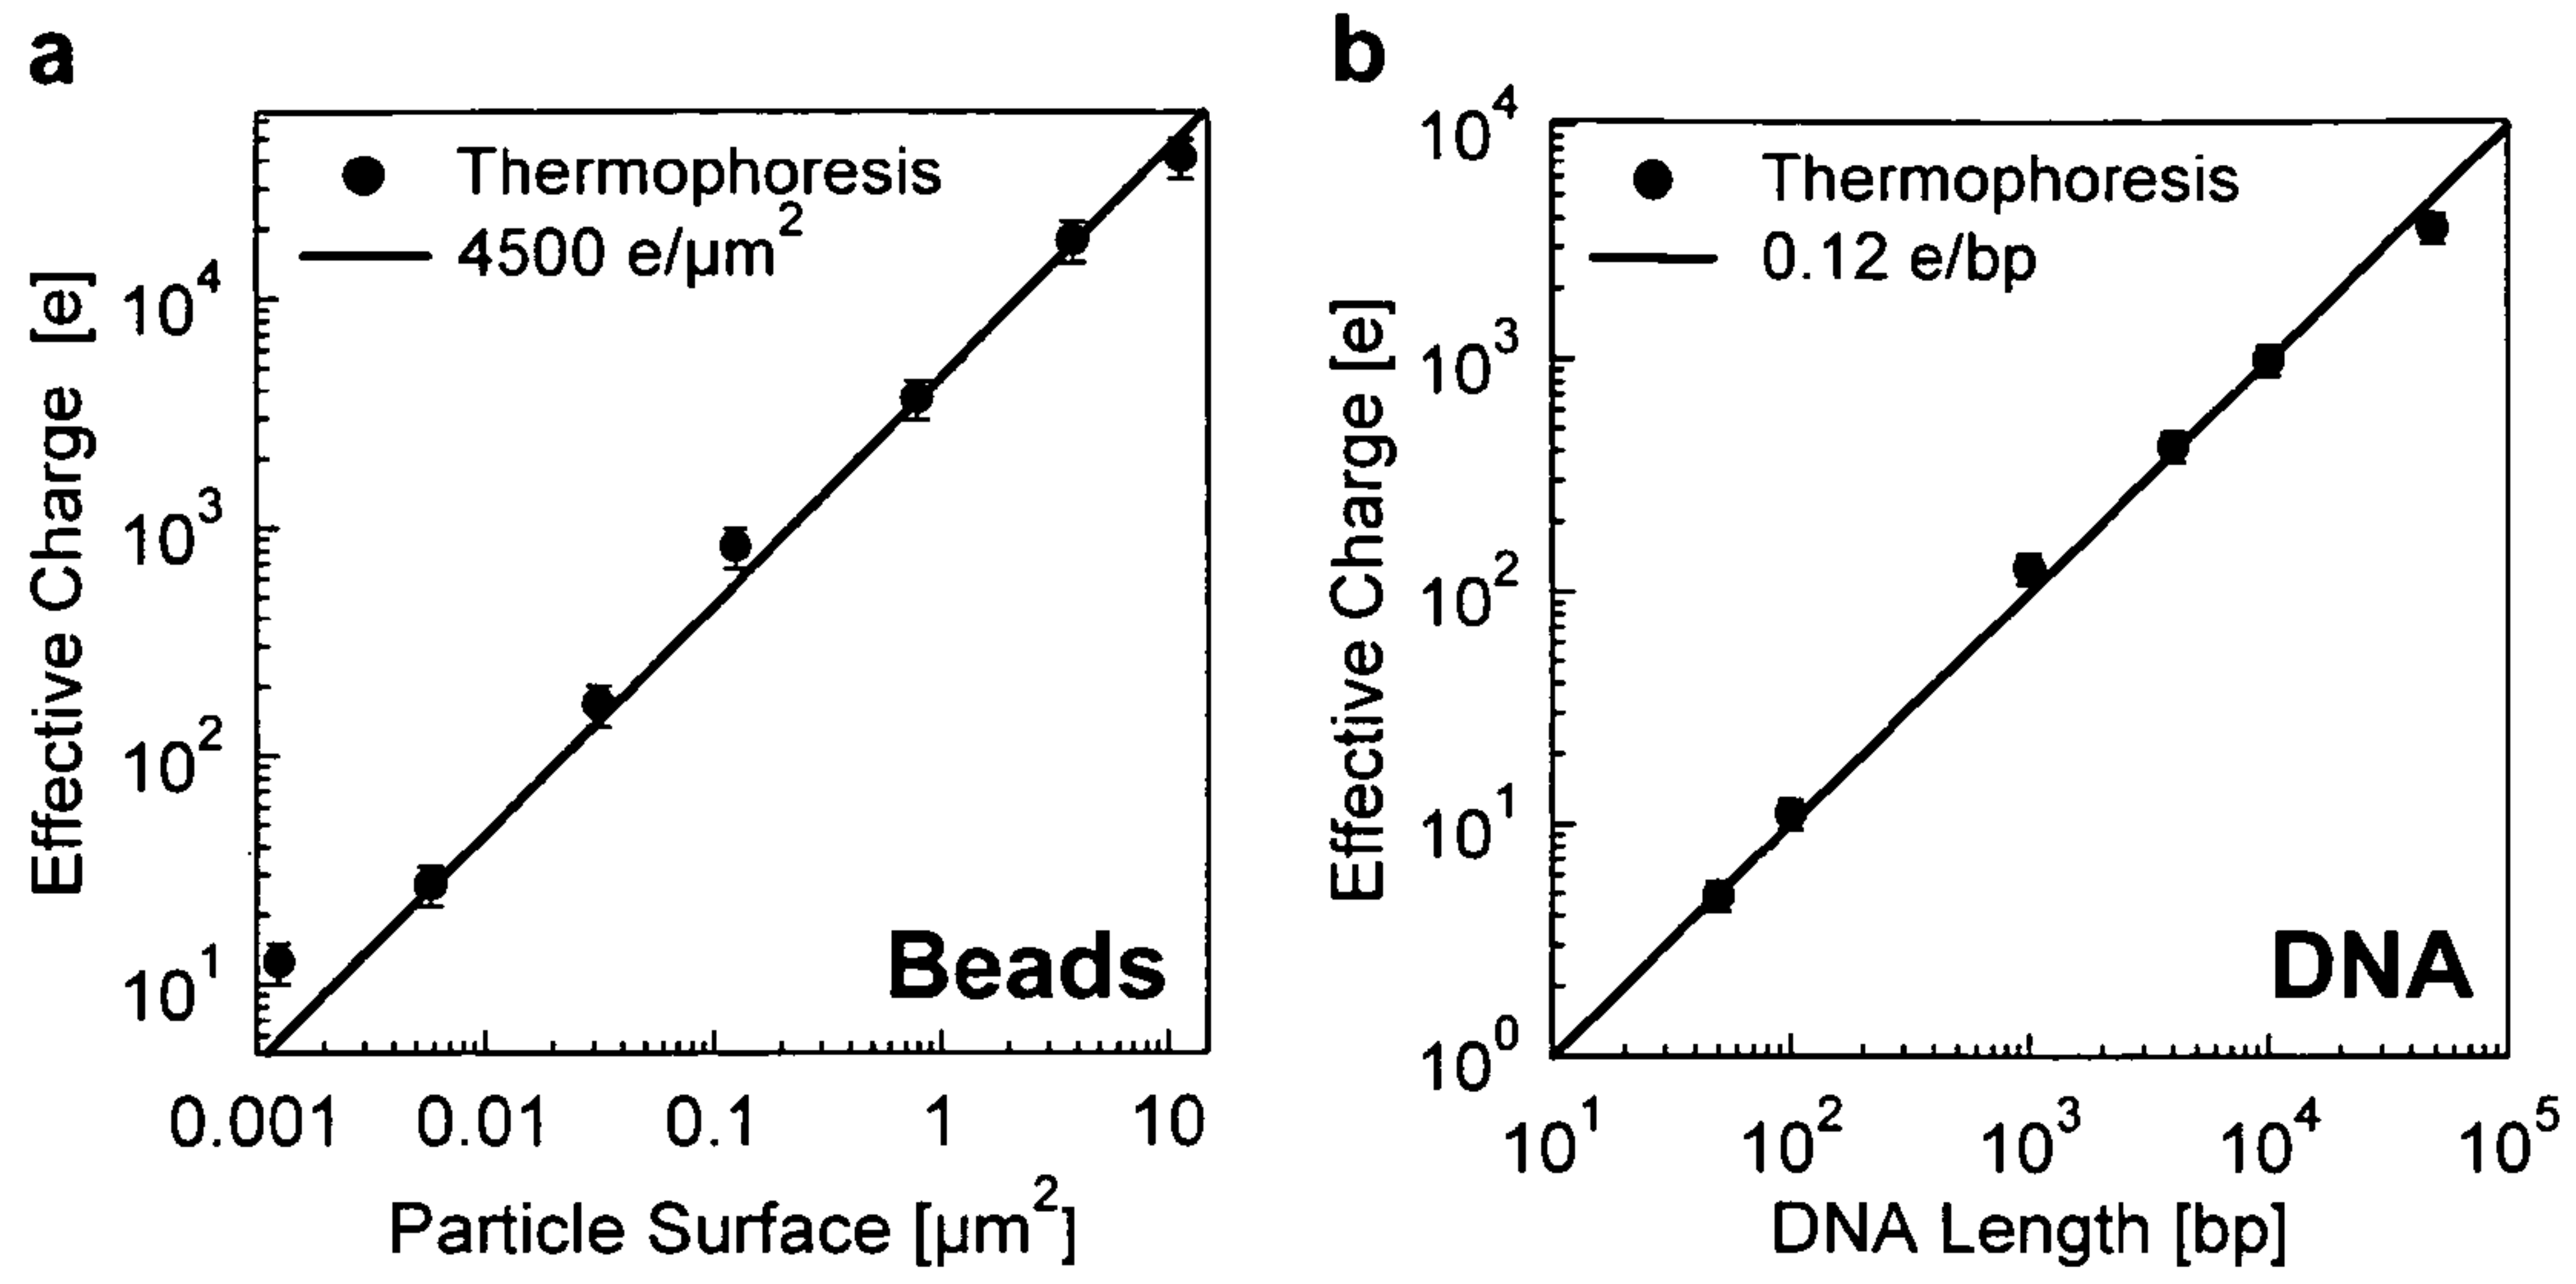 a
Thermophoresis
4500 e/µm²
Effective Charge [e]
10⁴
10³
10²
10¹
Beads
0.001 0.01 0.1 1 10
Particle Surface [µm²]
b
Thermophoresis
0.12 e/bp
Effective Charge [e]
10⁴
10³
10²
10¹
10⁰
DNA
10¹ 10² 10³ 10⁴ 10⁵
DNA Length [bp]